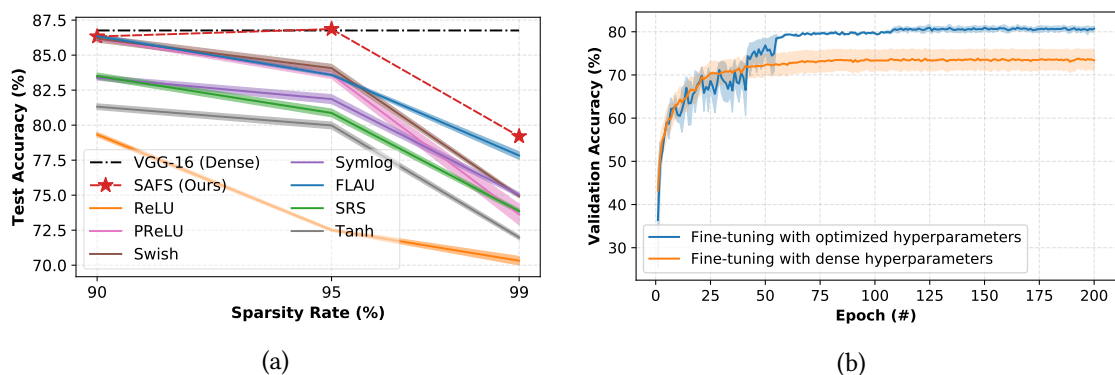 87.5
85.0
82.5
80.0
77.5
75.0
72.5
70.0
Test Accuracy (%)
VGG-16 (Dense)
SAFS (Ours)
ReLU
PReLU
Swish
Symlog
FLAU
SRS
Tanh
90 95 99
Sparsity Rate (%)
(a)
80
70
60
50
40
30
Validation Accuracy (%)
Fine-tuning with optimized hyperparameters
Fine-tuning with dense hyperparameters
0 25 50 75 100 125 150 175 200
Epoch (#)
(b)